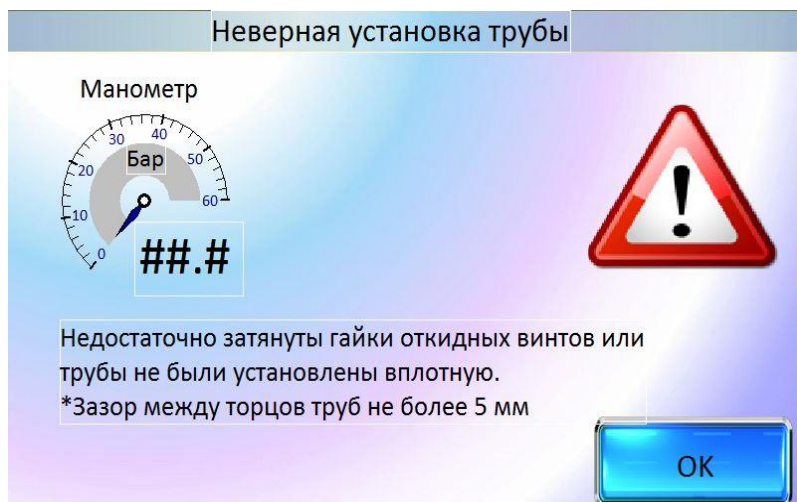 Неверная установка трубы
Манометр
Бар
0
10
20
30
40
50
60
##.#
Недостаточно затянуты гайки откидных винтов или
трубы не были установлены вплотную.
*Зазор между торцов труб не более 5 мм
ОК